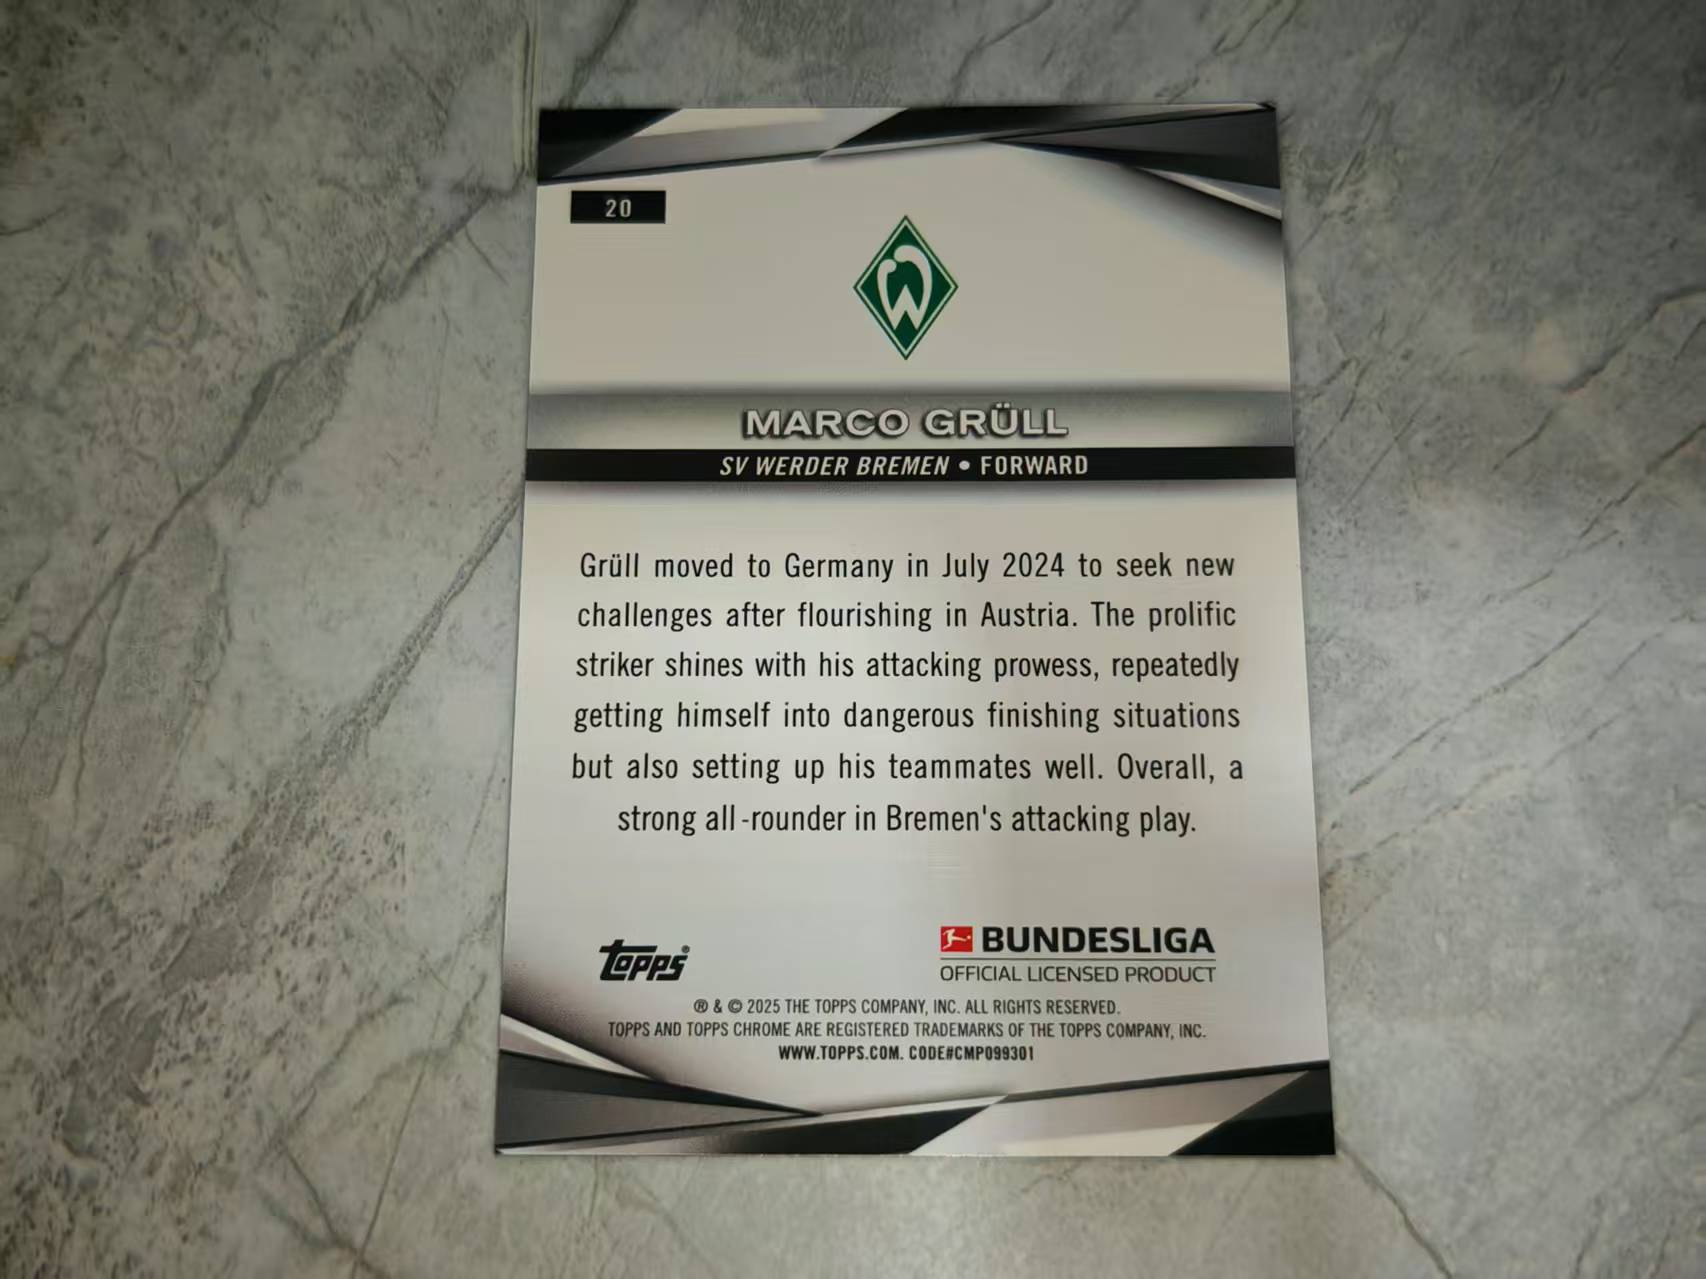 20
MARCO GRÜLL
SV WERDER BREMEN • FORWARD
Grüll moved to Germany in July 2024 to seek new
challenges after flourishing in Austria. The prolific
striker shines with his attacking prowess, repeatedly
getting himself into dangerous finishing situations
but also setting up his teammates well. Overall, a
strong all-rounder in Bremen's attacking play.
topps®
BUNDESLIGA
OFFICIAL LICENSED PRODUCT
® & © 2025 THE TOPPS COMPANY, INC. ALL RIGHTS RESERVED.
TOPPS AND TOPPS CHROME ARE REGISTERED TRADEMARKS OF THE TOPPS COMPANY, INC.
WWW.TOPPS.COM. CODE#CMP099301